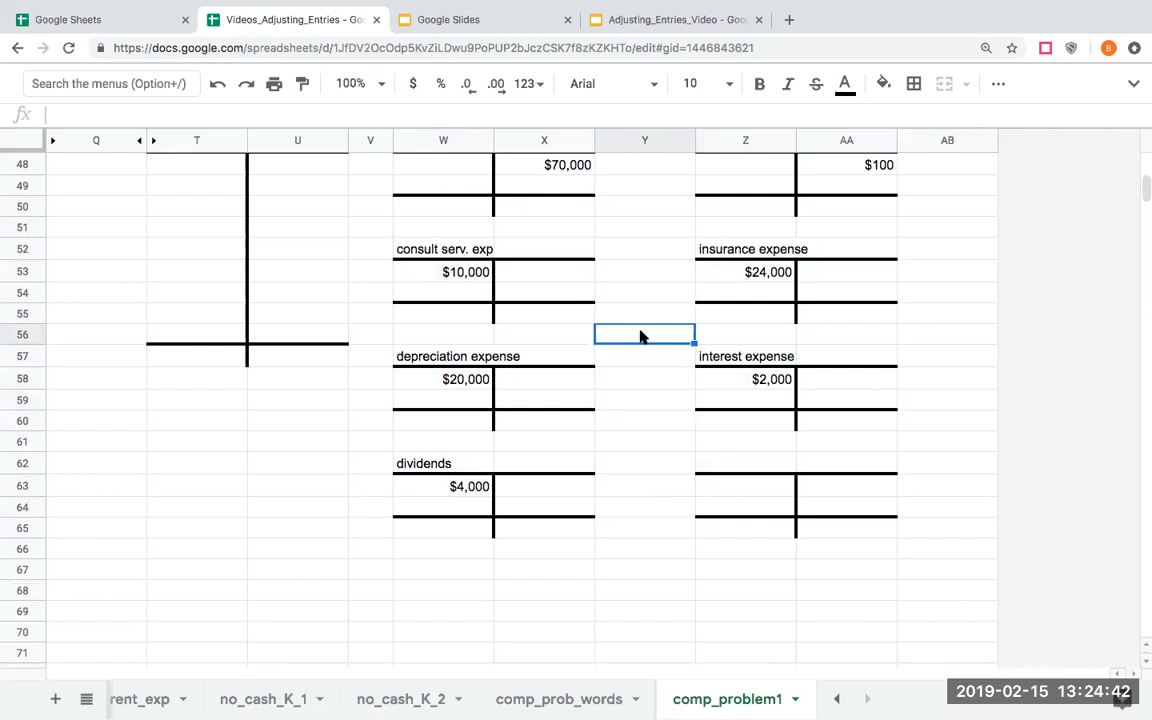 Google Sheets × Videos_Adjusting_Entries - Go × Google Slides × Adjusting_Entries_Video - Goo × +
https://docs.google.com/spreadsheets/d/1JfDV2OcOdp5KvZiLDwu9PoPUP2bJczCSK7f8zKZKHTo/edit#gid=1446843621 B
Search the menus (Option+/) 100% $ % .0 .00 123 Arial 10 B I S A
fx
Q T U V W X Y Z AA AB
48 $70,000 $100
49
50
51
52 consult serv. exp insurance expense
53 $10,000 $24,000
54
55
56
57 depreciation expense interest expense
58 $20,000 $2,000
59
60
61
62 dividends
63 $4,000
64
65
66
67
68
69
70
71
+ rent_exp no_cash_K_1 no_cash_K_2 comp_prob_words comp_problem1
2019-02-15 13:24:42